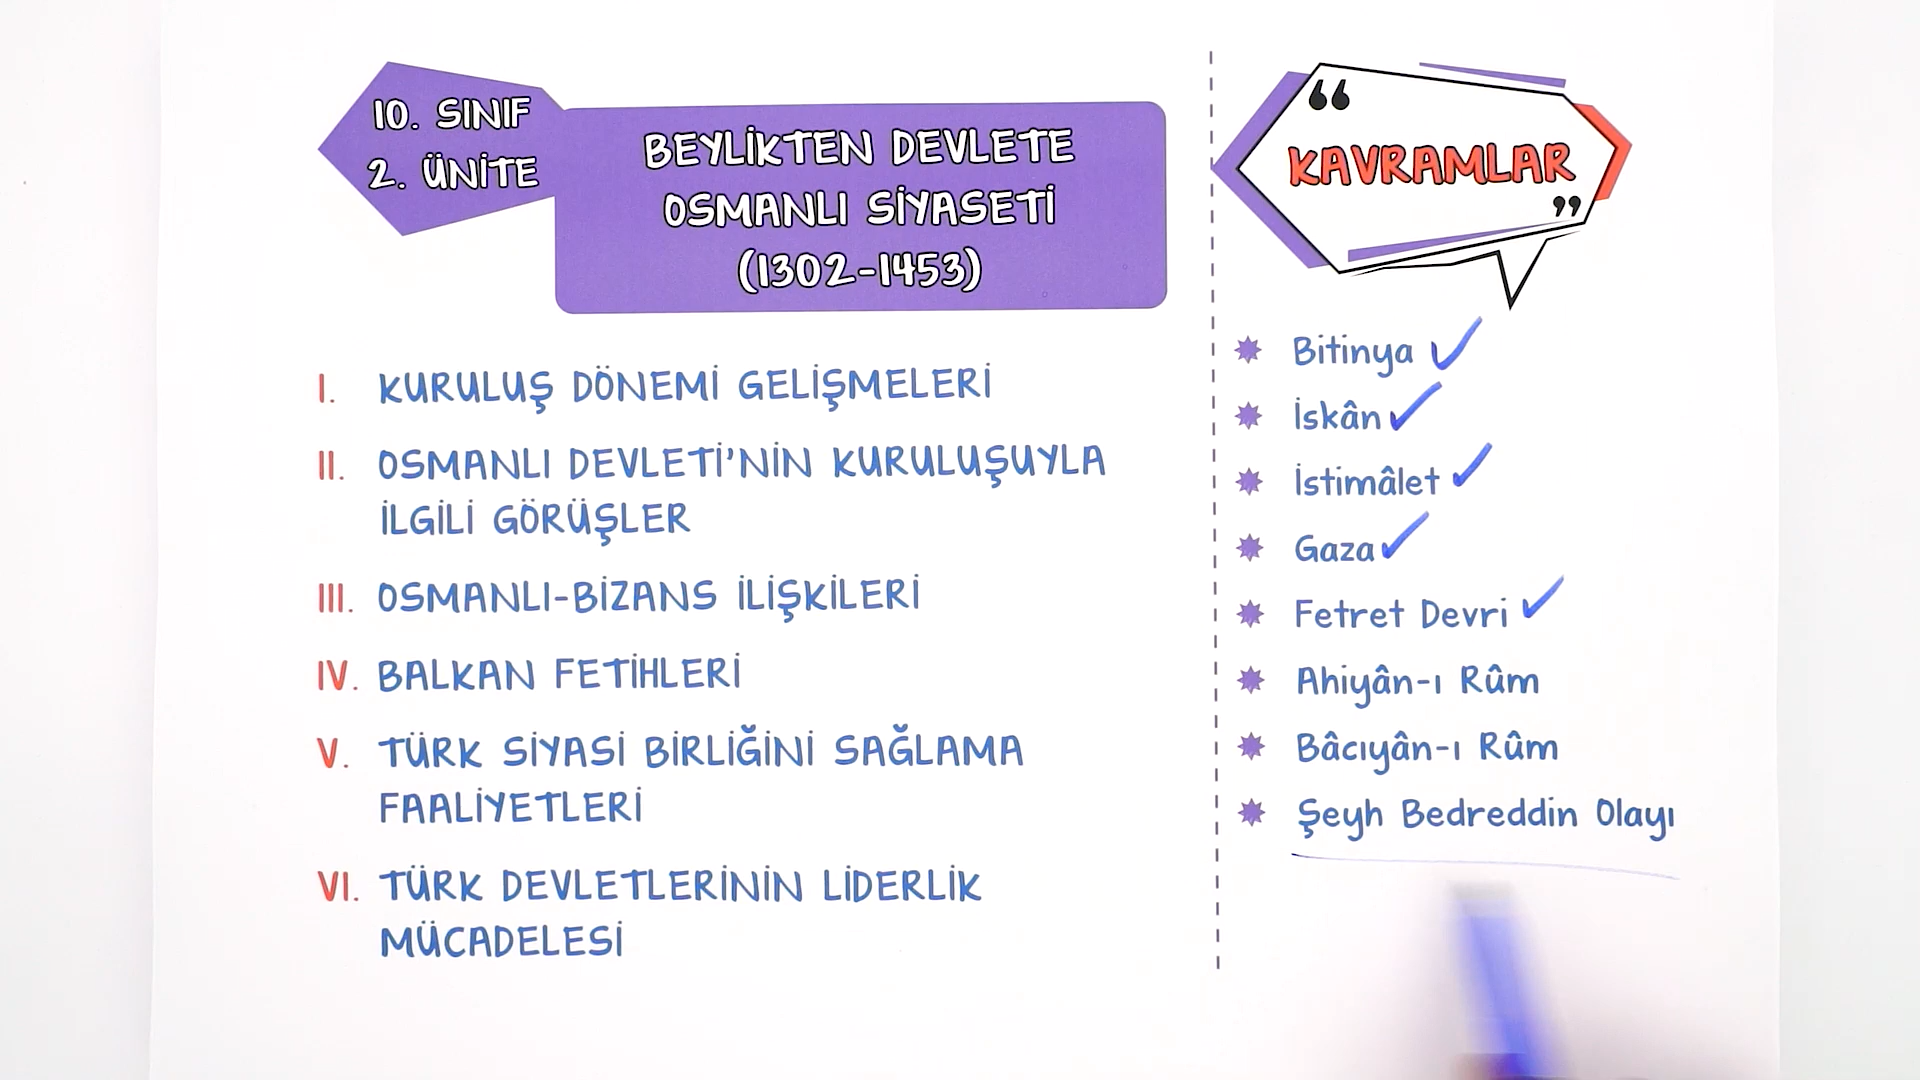 10. SINIF
2. ÜNİTE
BEYLİKTEN DEVLETE
OSMANLI SİYASETİ
(1302-1453)
I. KURULUŞ DÖNEMİ GELİŞMELERİ
II. OSMANLI DEVLETİ'NİN KURULUŞUYLA
İLGİLİ GÖRÜŞLER
III. OSMANLI-BİZANS İLİŞKİLERİ
IV. BALKAN FETİHLERİ
V. TÜRK SİYASİ BİRLİĞİNİ SAĞLAMA
FAALİYETLERİ
VI. TÜRK DEVLETLERİNİN LİDERLİK
MÜCADELESİ
“
KAVRAMLAR
”
Bitinya ✓
İskân ✓
İstimâlet ✓
Gaza ✓
Fetret Devri ✓
Ahiyân-ı Rûm
Bâcıyân-ı Rûm
Şeyh Bedreddin Olayı